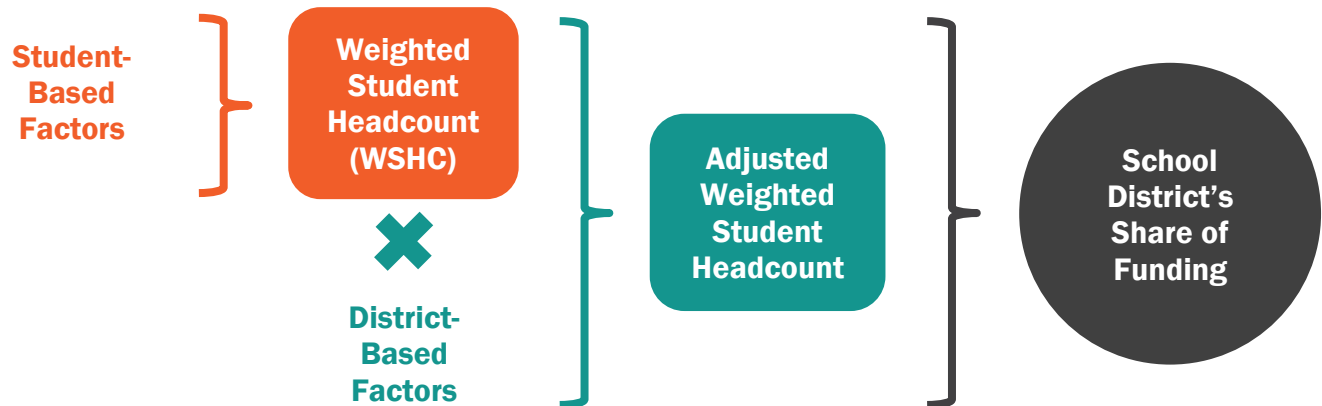 Student-
Based
Factors
Weighted
Student
Headcount
(WSHC)
District-
Based
Factors
Adjusted
Weighted
Student
Headcount
School
District’s
Share of
Funding